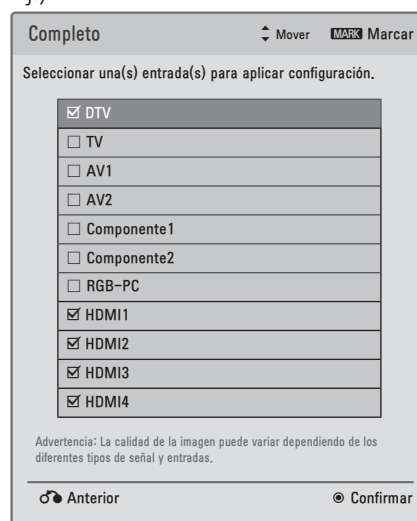 Completo Mover MARK Marcar
Seleccionar una(s) entrada(s) para aplicar configuración.
DTV
TV
AV1
AV2
Componente1
Componente2
RGB-PC
HDMI1
HDMI2
HDMI3
HDMI4
Advertencia: La calidad de la imagen puede variar dependiendo de los
diferentes tipos de señal y entradas.
Anterior Confirmar